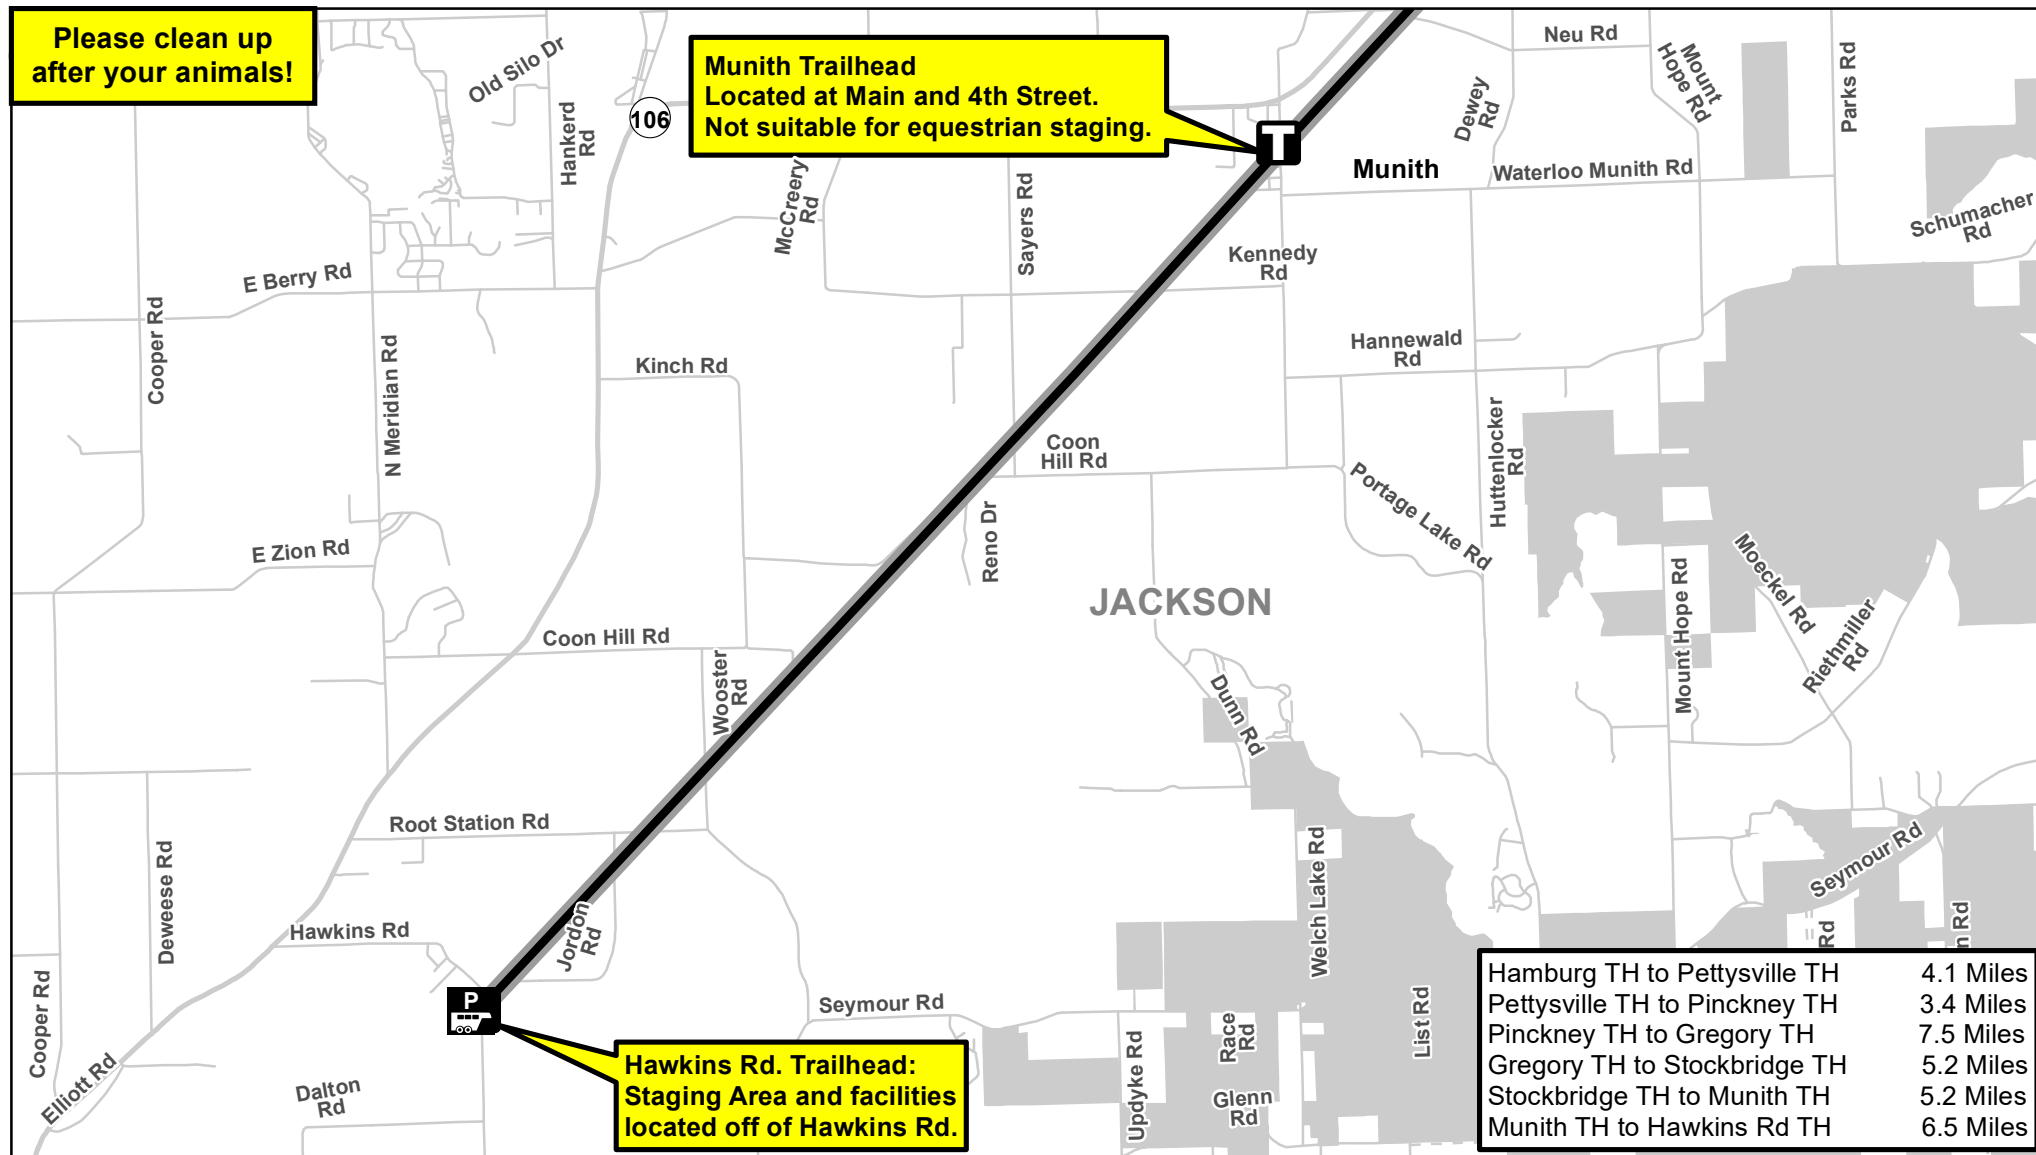 Please clean up
after your animals!
Old Silo Dr
Hankerd
Rd
106
Munith Trailhead
Located at Main and 4th Street.
Not suitable for equestrian staging.
T
Munith
Neu Rd
Mount
Hope Rd
Dewey
Rd
Parks Rd
Waterloo Munith Rd
Schumacher
Rd
McCreery
Rd
Sayers Rd
Kennedy
Rd
E Berry Rd
Cooper Rd
N Meridian Rd
Kinch Rd
Hannewald
Rd
Huttenlocker
Rd
Coon
Hill Rd
Portage Lake Rd
Reno Dr
E Zion Rd
JACKSON
Moeckel Rd
Mount Hope Rd
Riethmiller
Rd
Coon Hill Rd
Wooster
Rd
Dunn Rd
Root Station Rd
Deweese Rd
Hawkins Rd
Jordon
Rd
Welch Lake Rd
Seymour Rd
Rd
n Rd
P
Cooper Rd
Elliott Rd
Dalton
Rd
Seymour Rd
Updyke Rd
Race
Rd
Glenn
Rd
List Rd
Hawkins Rd. Trailhead:
Staging Area and facilities
located off of Hawkins Rd.
Hamburg TH to Pettysville TH 4.1 Miles
Pettysville TH to Pinckney TH 3.4 Miles
Pinckney TH to Gregory TH 7.5 Miles
Gregory TH to Stockbridge TH 5.2 Miles
Stockbridge TH to Munith TH 5.2 Miles
Munith TH to Hawkins Rd TH 6.5 Miles